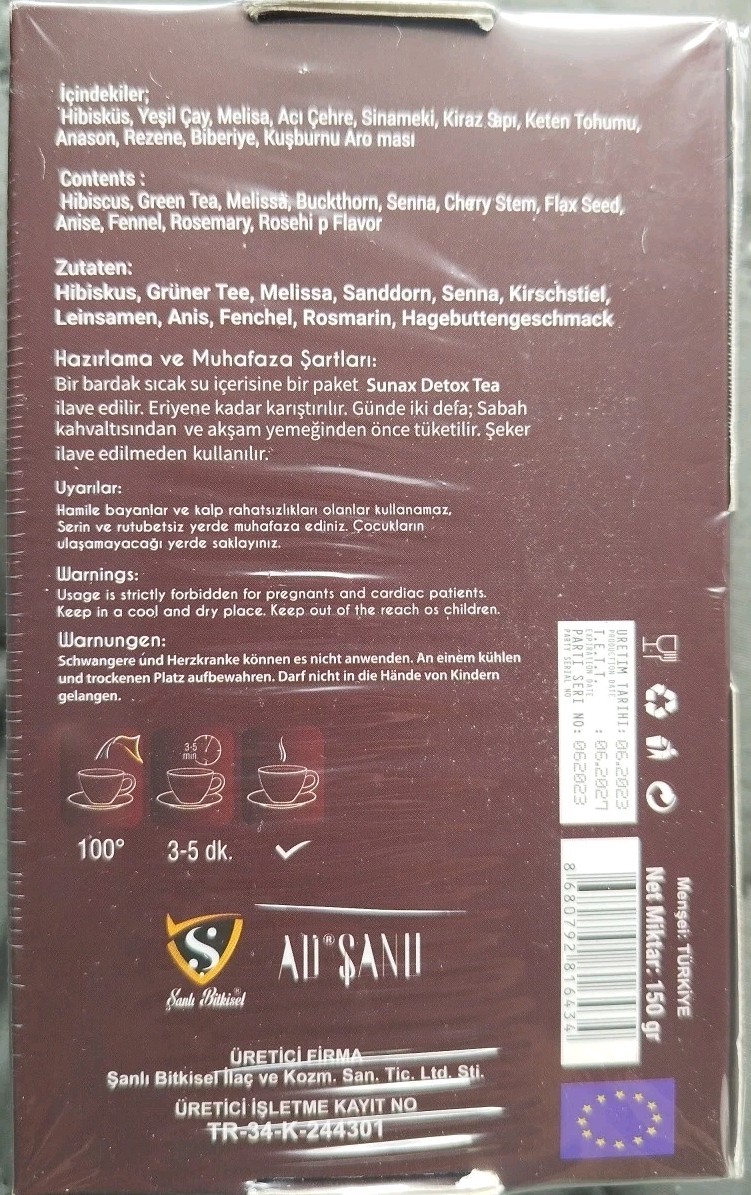 İçindekiler;
Hibisküs, Yeşil Çay, Melisa, Acı Çehre, Sinameki, Kiraz Sapı, Keten Tohumu,
Anason, Rezene, Biberiye, Kuşburnu Aro ması
Contents :
Hibiscus, Green Tea, Melissa, Buckthorn, Senna, Cherry Stem, Flax Seed,
Anise, Fennel, Rosemary, Rosehi p Flavor
Zutaten:
Hibiskus, Grüner Tee, Melissa, Sanddorn, Senna, Kirschstiel,
Leinsamen, Anis, Fenchel, Rosmarin, Hagebuttengeschmack
Hazırlama ve Muhafaza Şartları:
Bir bardak sıcak su içerisine bir paket Sunax Detox Tea
ilave edilir. Eriyene kadar karıştırılır. Günde iki defa; Sabah
kahvaltısından ve akşam yemeğinden önce tüketilir. Şeker
ilave edilmeden kullanılır.
Uyarılar:
Hamile bayanlar ve kalp rahatsızlıkları olanlar kullanamaz,
Serin ve rutubetsiz yerde muhafaza ediniz. Çocukların
ulaşamayacağı yerde saklayınız.
Warnings:
Usage is strictly forbidden for pregnants and cardiac patients.
Keep in a cool and dry place. Keep out of the reach os children.
Warnungen:
Schwangere und Herzkranke können es nicht anwenden. An einem kühlen
und trockenen Platz aufbewahren. Darf nicht in die Hände von Kindern
gelangen.
3-5
min
100°
3-5 dk.
ÜRETİM TARİHİ: 06.2023
PRODUCTION DATE
T.E.T.T : 06.2027
EXPIRATION DATE
PARTİ SERİ NO: 062023
PARTY SERIAL NO
Menşei: TÜRKİYE
Net Miktar: 150 gr
8680792816434
Ş
Şanlı Bitkisel®
ALİ® ŞANLI
ÜRETİCİ FİRMA
Şanlı Bitkisel İlaç ve Kozm. San. Tic. Ltd. Sti.
ÜRETİCİ İŞLETME KAYIT NO
TR-34-K-244301